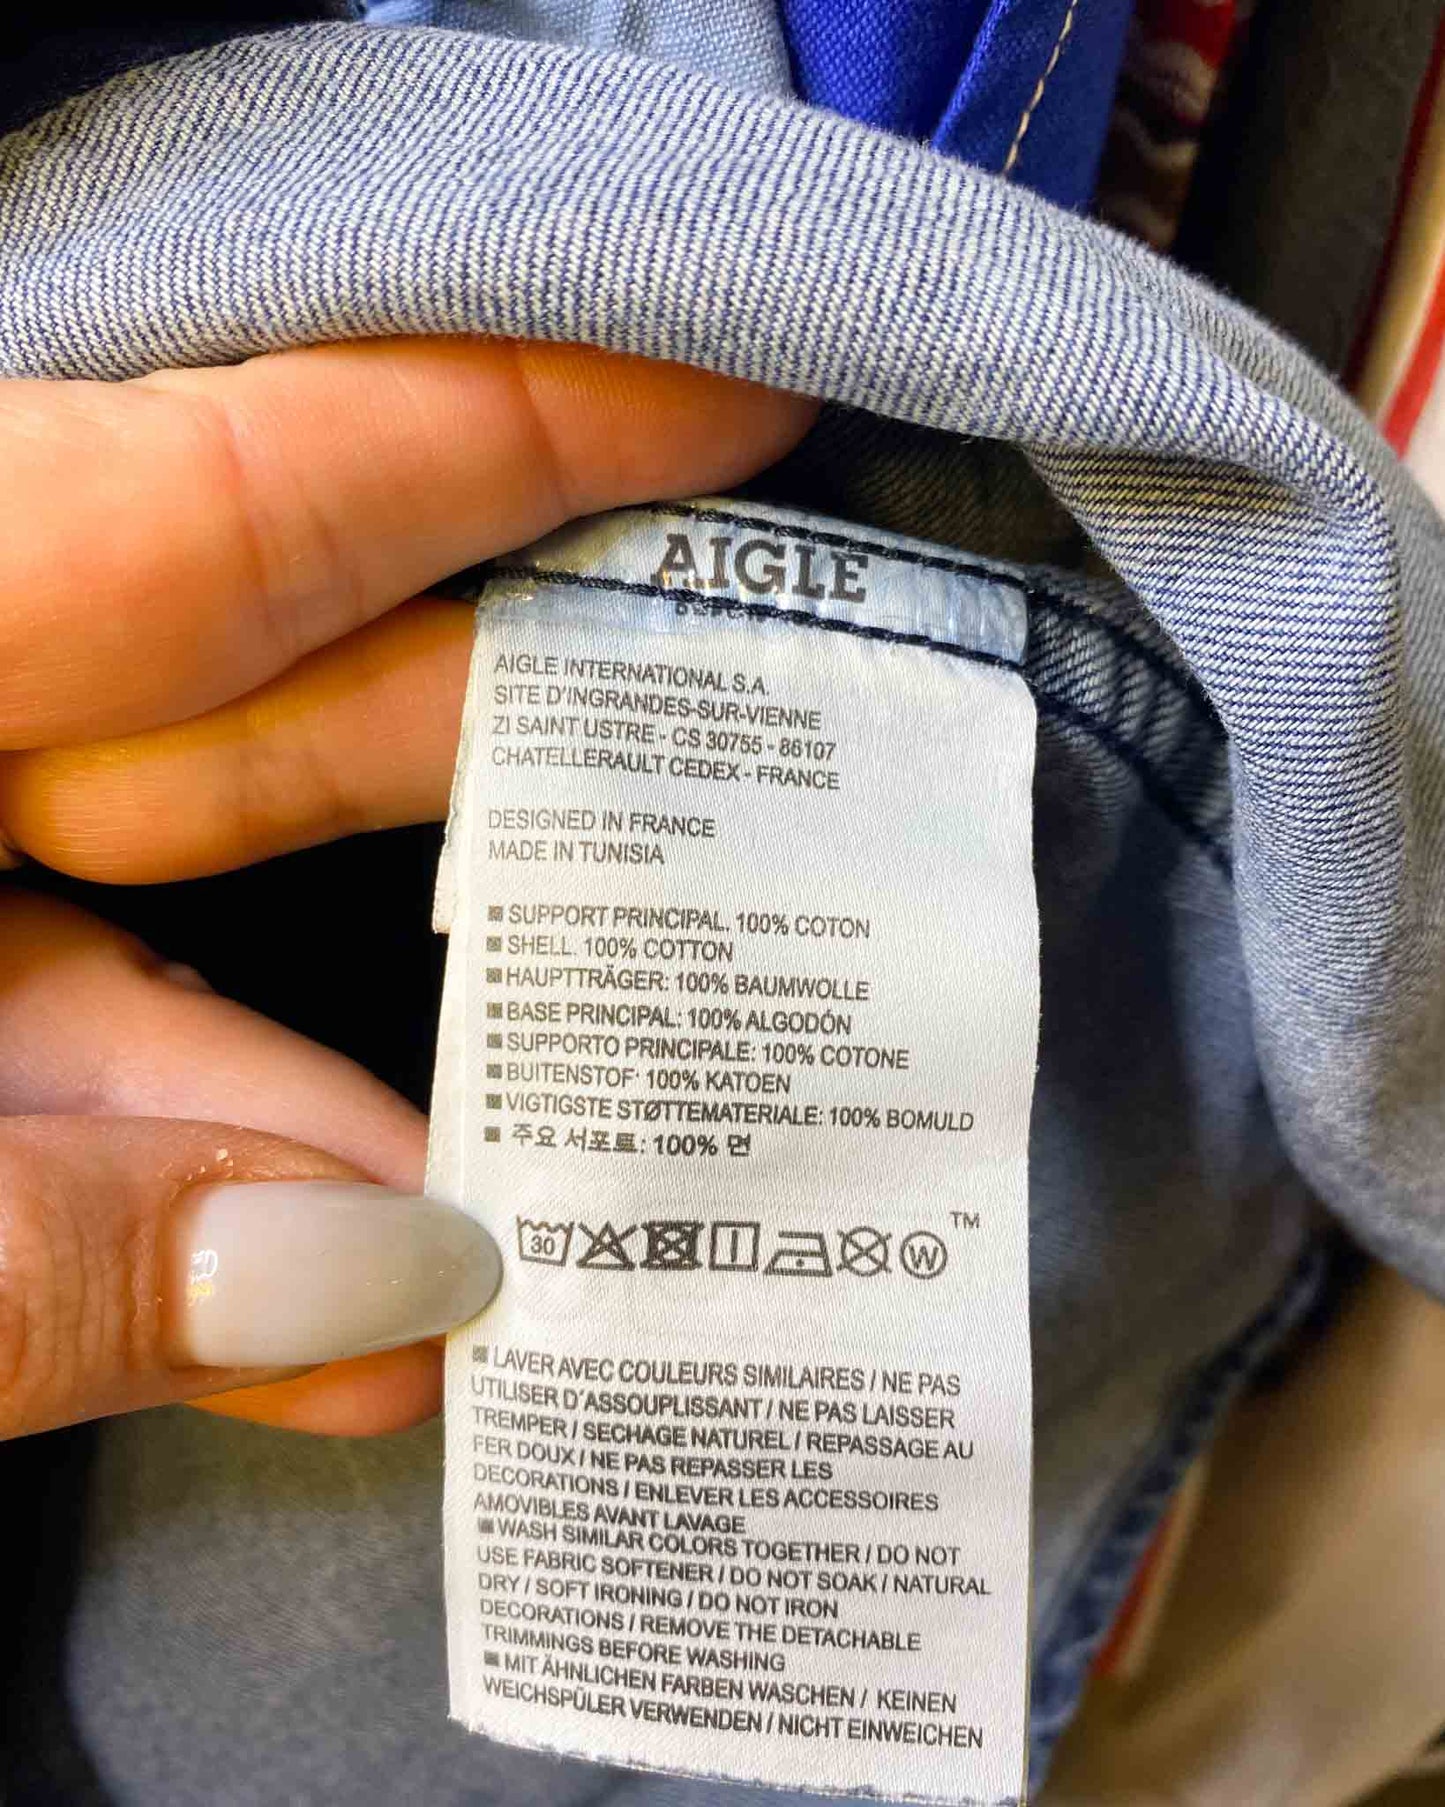 AIGLE
AIGLE INTERNATIONAL S.A.
SITE D'INGRANDES-SUR-VIENNE
ZI SAINT USTRE - CS 30755 - 86107
CHATELLERAULT CEDEX - FRANCE
DESIGNED IN FRANCE
MADE IN TUNISIA
SUPPORT PRINCIPAL. 100% COTON
SHELL. 100% COTTON
HAUPTTRÄGER: 100% BAUMWOLLE
BASE PRINCIPAL: 100% ALGODÓN
SUPPORTO PRINCIPALE: 100% COTONE
BUITENSTOF: 100% KATOEN
VIGTIGSTE STØTTEMATERIALE: 100% BOMULD
주요 서포트: 100% 면
30 W ™
LAVER AVEC COULEURS SIMILAIRES / NE PAS
UTILISER D'ASSOUPLISSANT / NE PAS LAISSER
TREMPER / SECHAGE NATUREL / REPASSAGE AU
FER DOUX / NE PAS REPASSER LES
DECORATIONS / ENLEVER LES ACCESSOIRES
AMOVIBLES AVANT LAVAGE
WASH SIMILAR COLORS TOGETHER / DO NOT
USE FABRIC SOFTENER / DO NOT SOAK / NATURAL
DRY / SOFT IRONING / DO NOT IRON
DECORATIONS / REMOVE THE DETACHABLE
TRIMMINGS BEFORE WASHING
MIT ÄHNLICHEN FARBEN WASCHEN / KEINEN
WEICHSPÜLER VERWENDEN / NICHT EINWEICHEN